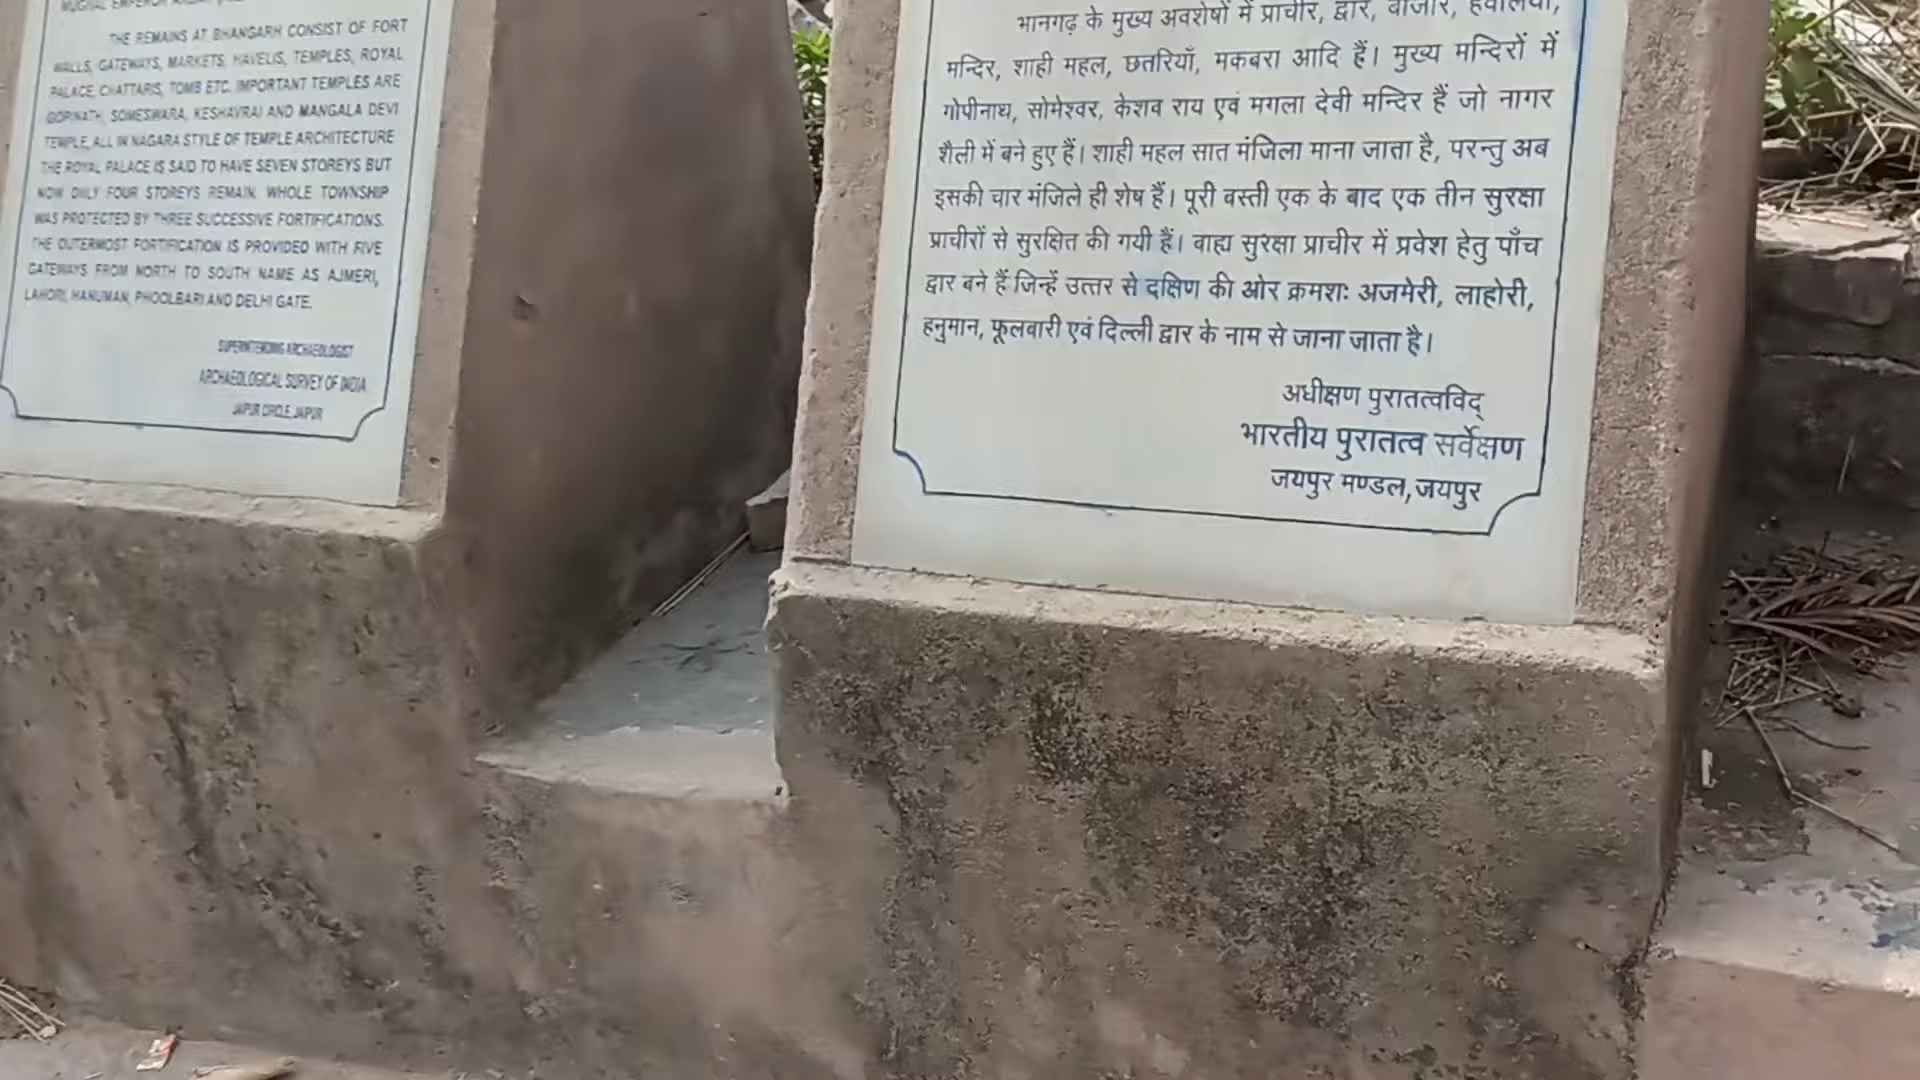 MUGHAL EMPEROR
THE REMAINS AT BHANGARH CONSIST OF FORT
WALLS, GATEWAYS, MARKETS, HAVELIS, TEMPLES, ROYAL
PALACE, CHATTARIS, TOMB ETC. IMPORTANT TEMPLES ARE
GOPINATH, SOMESWARA, KESHAVRAI AND MANGALA DEVI
TEMPLE, ALL IN NAGARA STYLE OF TEMPLE ARCHITECTURE
THE ROYAL PALACE IS SAID TO HAVE SEVEN STOREYS BUT
NOW ONLY FOUR STOREYS REMAIN. WHOLE TOWNSHIP
WAS PROTECTED BY THREE SUCCESSIVE FORTIFICATIONS.
THE OUTERMOST FORTIFICATION IS PROVIDED WITH FIVE
GATEWAYS FROM NORTH TO SOUTH NAME AS AJMERI,
LAHORI, HANUMAN, PHOOLBARI AND DELHI GATE.
SUPERINTENDING ARCHAEOLOGIST
ARCHAEOLOGICAL SURVEY OF INDIA
JAIPUR CIRCLE, JAIPUR
भानगढ़ के मुख्य अवशेषों में प्राचीर, द्वार, बाजार,
मन्दिर, शाही महल, छतरियाँ, मकबरा आदि हैं। मुख्य मन्दिरों में
गोपीनाथ, सोमेश्वर, केशव राय एवं मगला देवी मन्दिर हैं जो नागर
शैली में बने हुए हैं। शाही महल सात मंजिला माना जाता है, परन्तु अब
इसकी चार मंजिले ही शेष हैं। पूरी बस्ती एक के बाद एक तीन सुरक्षा
प्राचीरों से सुरक्षित की गयी हैं। वाह्य सुरक्षा प्राचीर में प्रवेश हेतु पाँच
द्वार बने हैं जिन्हें उत्तर से दक्षिण की ओर क्रमशः अजमेरी, लाहोरी,
हनुमान, फूलबारी एवं दिल्ली द्वार के नाम से जाना जाता है।
अधीक्षण पुरातत्वविद्
भारतीय पुरातत्व सर्वेक्षण
जयपुर मण्डल, जयपुर